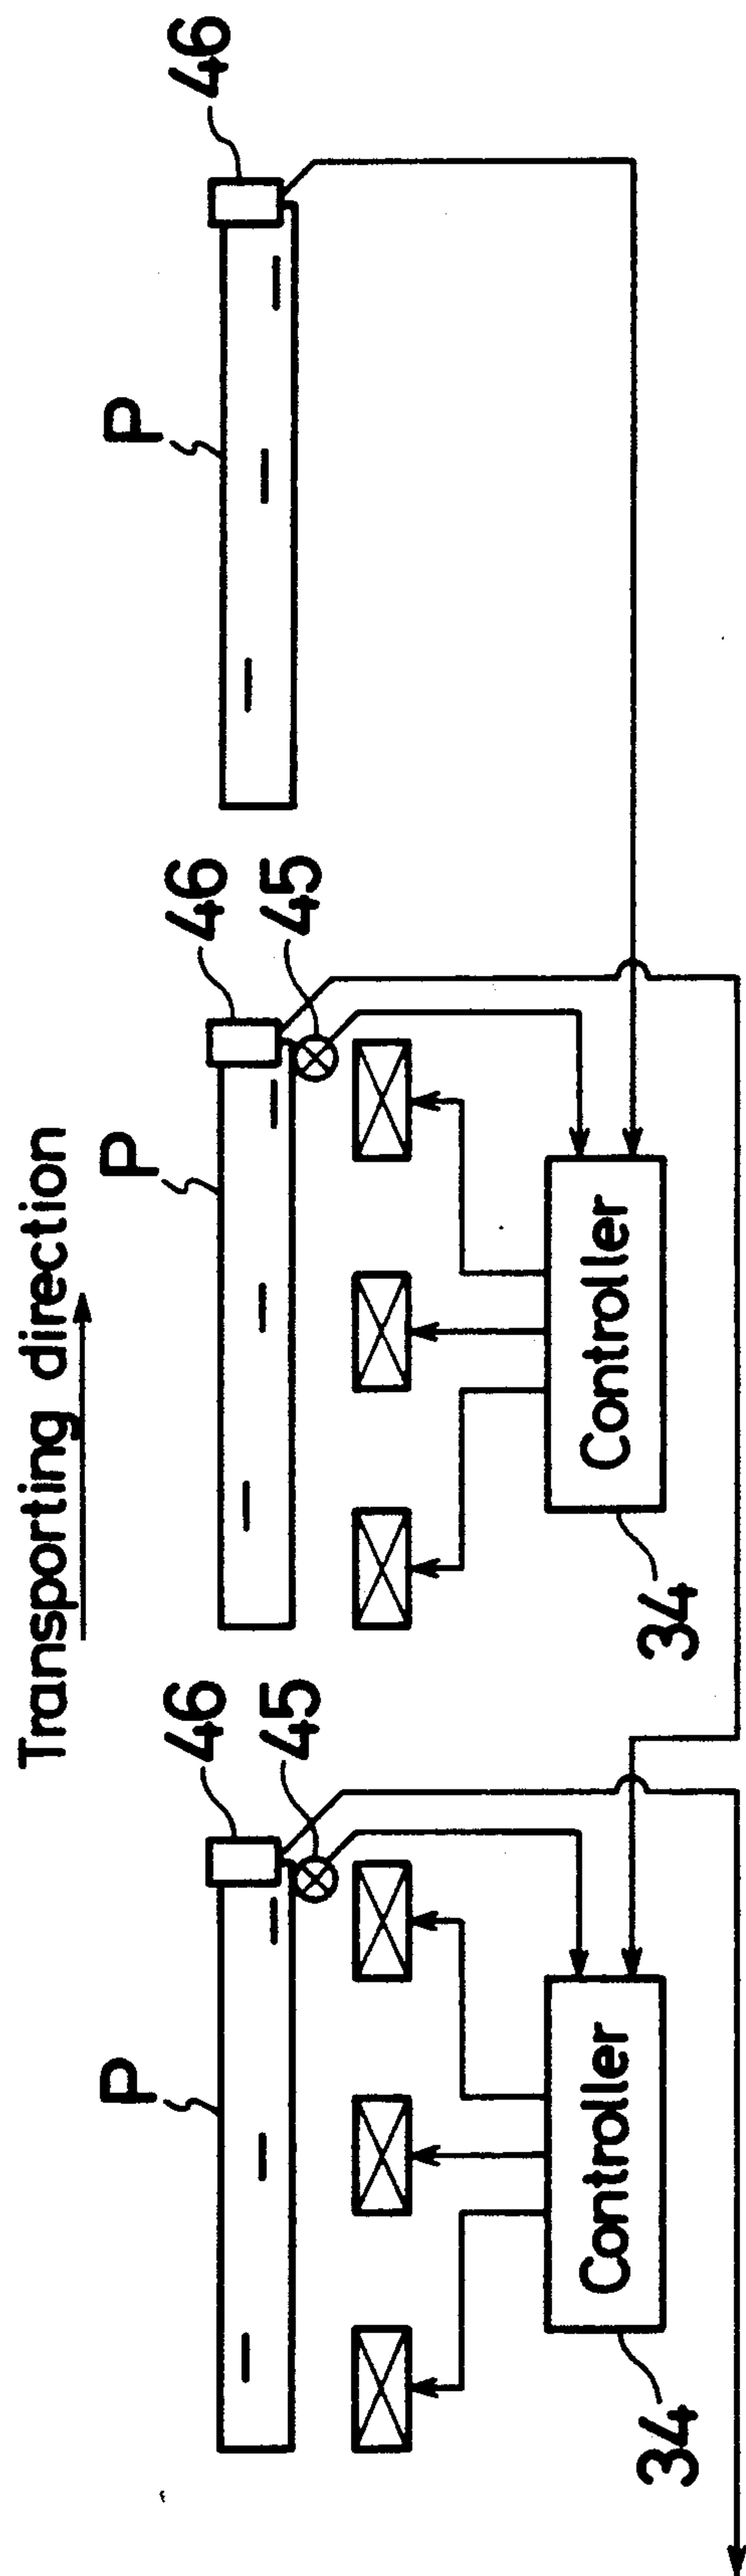 Transporting direction
P
46
P
46
P
46
45
45
Controller
Controller
34
34